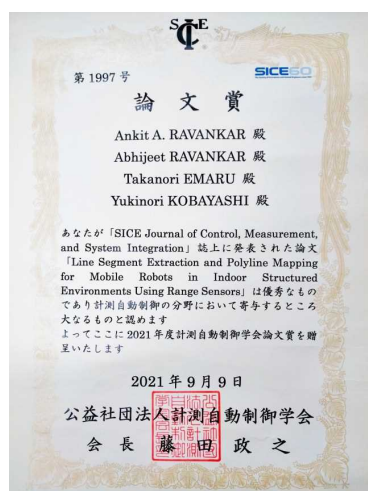 SICE
第1997号
SICE60
論文賞
Ankit A. RAVANKAR 殿
Abhijeet RAVANKAR 殿
Takanori EMARU 殿
Yukinori KOBAYASHI 殿
あなたが「SICE Journal of Control, Measurement,
and System Integration」誌上に発表された論文
「Line Segment Extraction and Polyline Mapping
for Mobile Robots in Indoor Structured
Environments Using Range Sensors」は優秀なもの
であり計測自動制御の分野において寄与するところ
大なるものと認めます
よってここに2021年度計測自動制御学会論文賞を贈
呈いたします
2021年9月9日
公益社団法人計測自動制御学会
会長 藤田政之